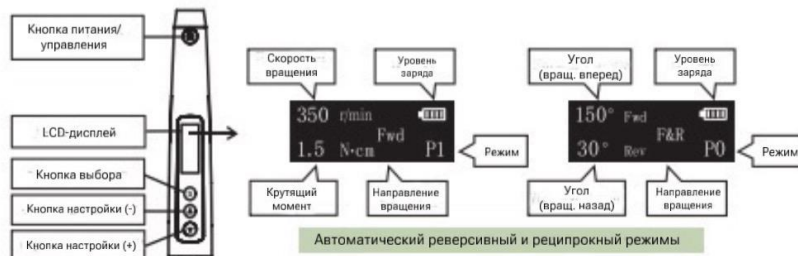 Кнопка питания/
управления
LCD-дисплей
Кнопка выбора
Кнопка настройки (-)
Кнопка настройки (+)
Скорость
вращения
Уровень
заряда
350 r/min
Fwd
1.5 N·cm P1
Режим
Крутящий
момент
Направление
вращения
Угол
(вращ. вперед)
Уровень
заряда
150° Fwd
F&R
30° Rev P0
Режим
Угол
(вращ. назад)
Направление
вращения
Автоматический реверсивный и реципрокный режимы